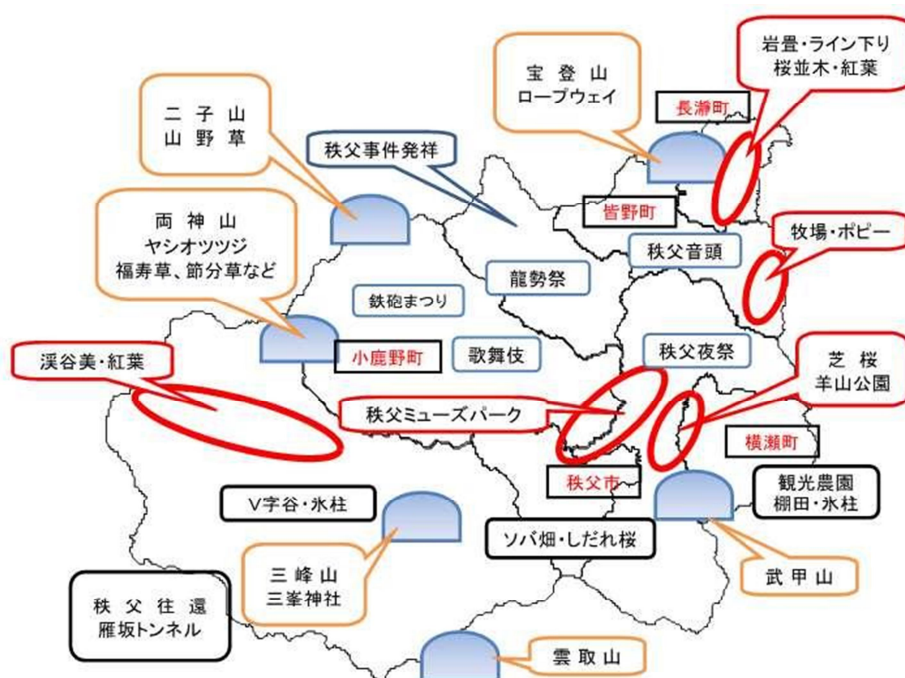 岩畳・ライン下り
桜並木・紅葉
宝登山
ロープウェイ
長瀞町
二子山
山野草
秩父事件発祥
皆野町
両神山
ヤシオツツジ
福寿草、節分草など
秩父音頭
牧場・ポピー
龍勢祭
鉄砲まつり
小鹿野町
歌舞伎
秩父夜祭
渓谷美・紅葉
芝桜
羊山公園
秩父ミューズパーク
横瀬町
秩父市
観光農園
棚田・氷柱
V字谷・氷柱
ソバ畑・しだれ桜
三峰山
三峯神社
武甲山
秩父往還
雁坂トンネル
雲取山